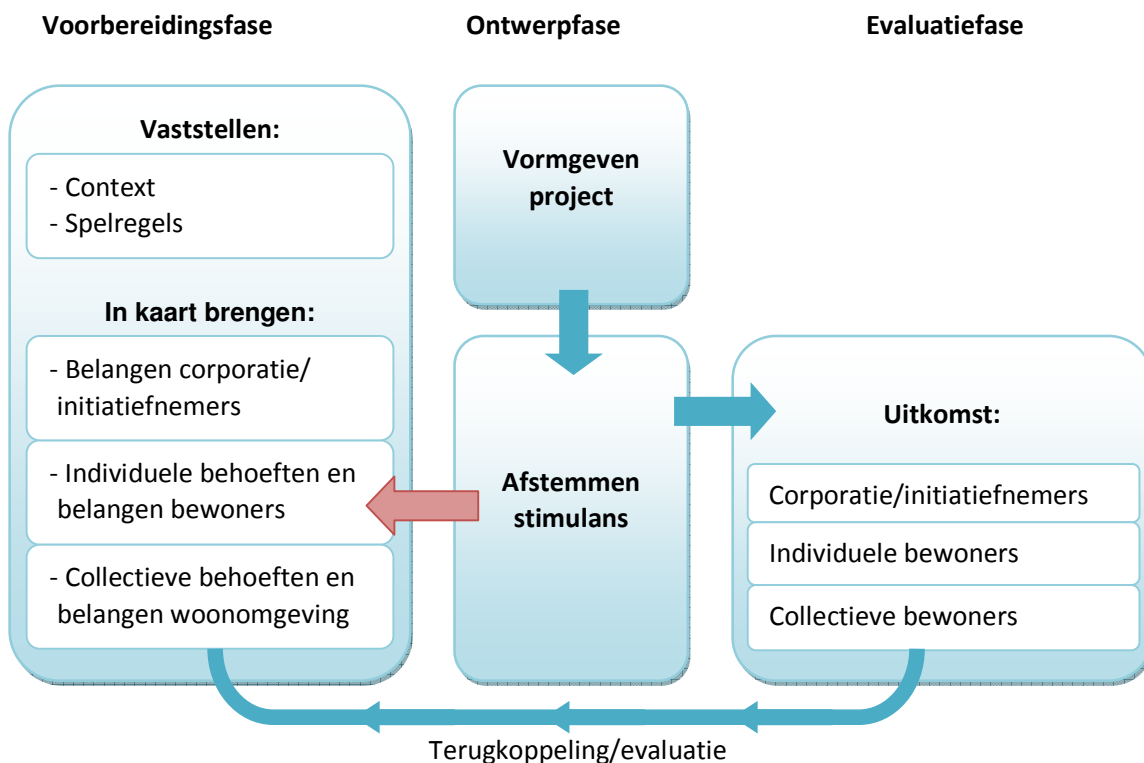 Voorbereidingsfase
Ontwerpfase
Evaluatiefase
Vaststellen:
- Context
- Spelregels
In kaart brengen:
- Belangen corporatie/
initiatiefnemers
- Individuele behoeften en
belangen bewoners
- Collectieve behoeften en
belangen woonomgeving
Vormgeven
project
Afstemmen
stimulans
Uitkomst:
Corporatie/initiatiefnemers
Individuele bewoners
Collectieve bewoners
Terugkoppeling/evaluatie